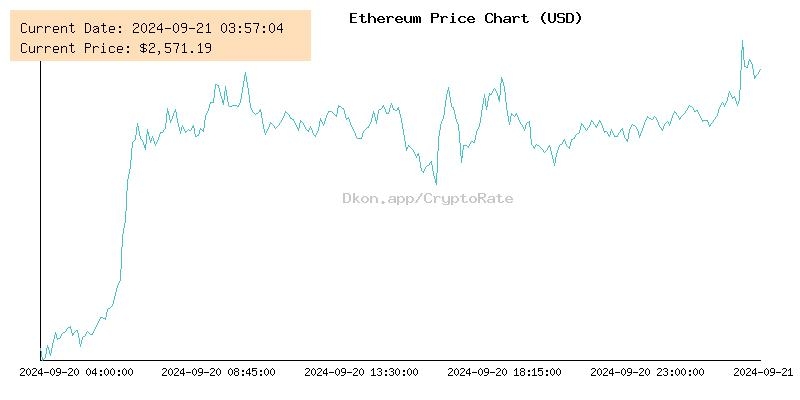 Ethereum Price Chart (USD)
Current Date: 2024-09-21 03:57:04
Current Price: $2,571.19
Dkon.app/CryptoRate
2024-09-20 04:00:00 2024-09-20 08:45:00 2024-09-20 13:30:00 2024-09-20 18:15:00 2024-09-20 23:00:00 2024-09-21